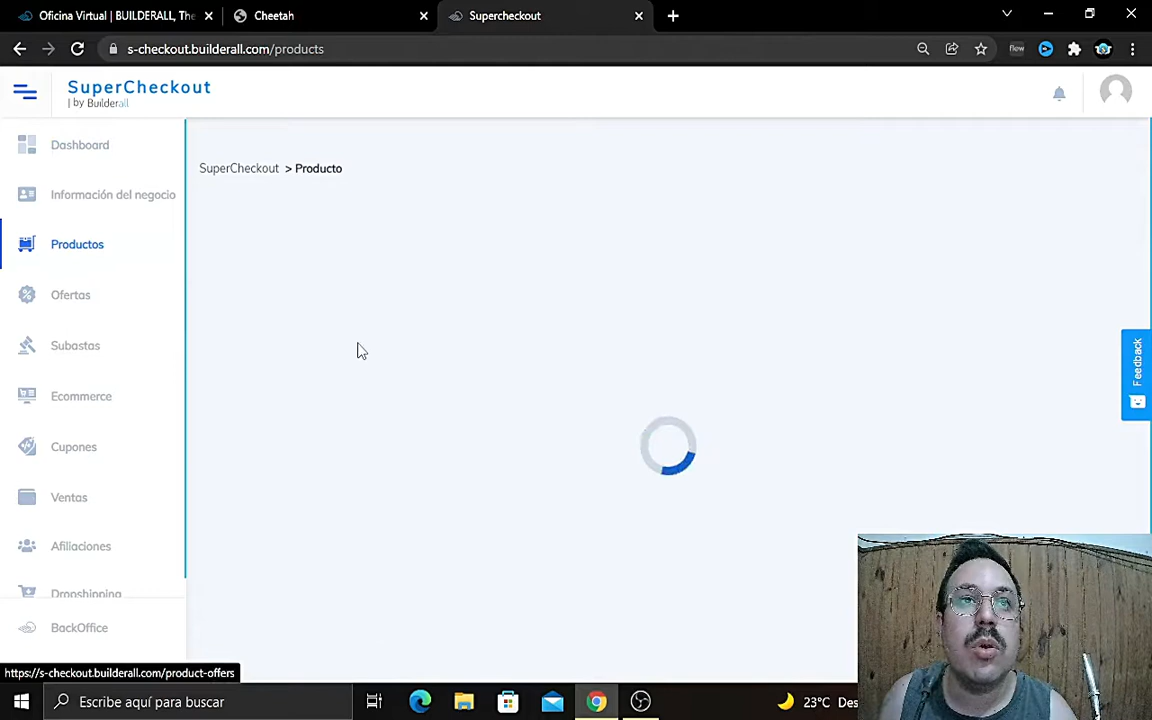 Oficina Virtual | BUILDERALL, The
Cheetah
Supercheckout
s-checkout.builderall.com/products
flow
SuperCheckout
| by Builderall
SuperCheckout > Producto
Dashboard
Información del negocio
Productos
Ofertas
Subastas
Ecommerce
Cupones
Ventas
Afiliaciones
Dropshipping
BackOffice
Feedback
https://s-checkout.builderall.com/product-offers
Escribe aquí para buscar
23°C Des